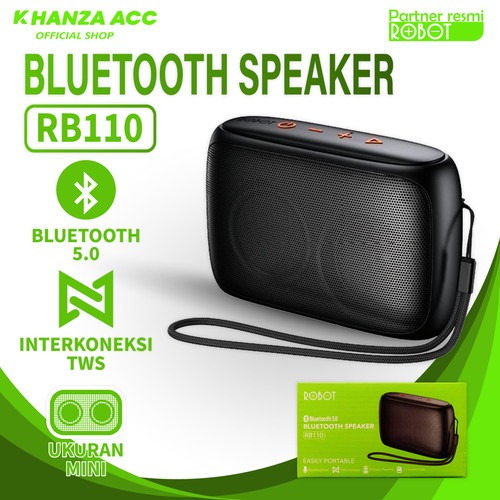 KHANZA ACC
OFFICIAL SHOP
Partner resmi
ROBOT
BLUETOOTH SPEAKER
RB110
BLUETOOTH
5.0
INTERKONEKSI
TWS
UKURAN
MINI
ROBOT
Bluetooth 5.0
BLUETOOTH SPEAKER
RB110
EASILY PORTABLE